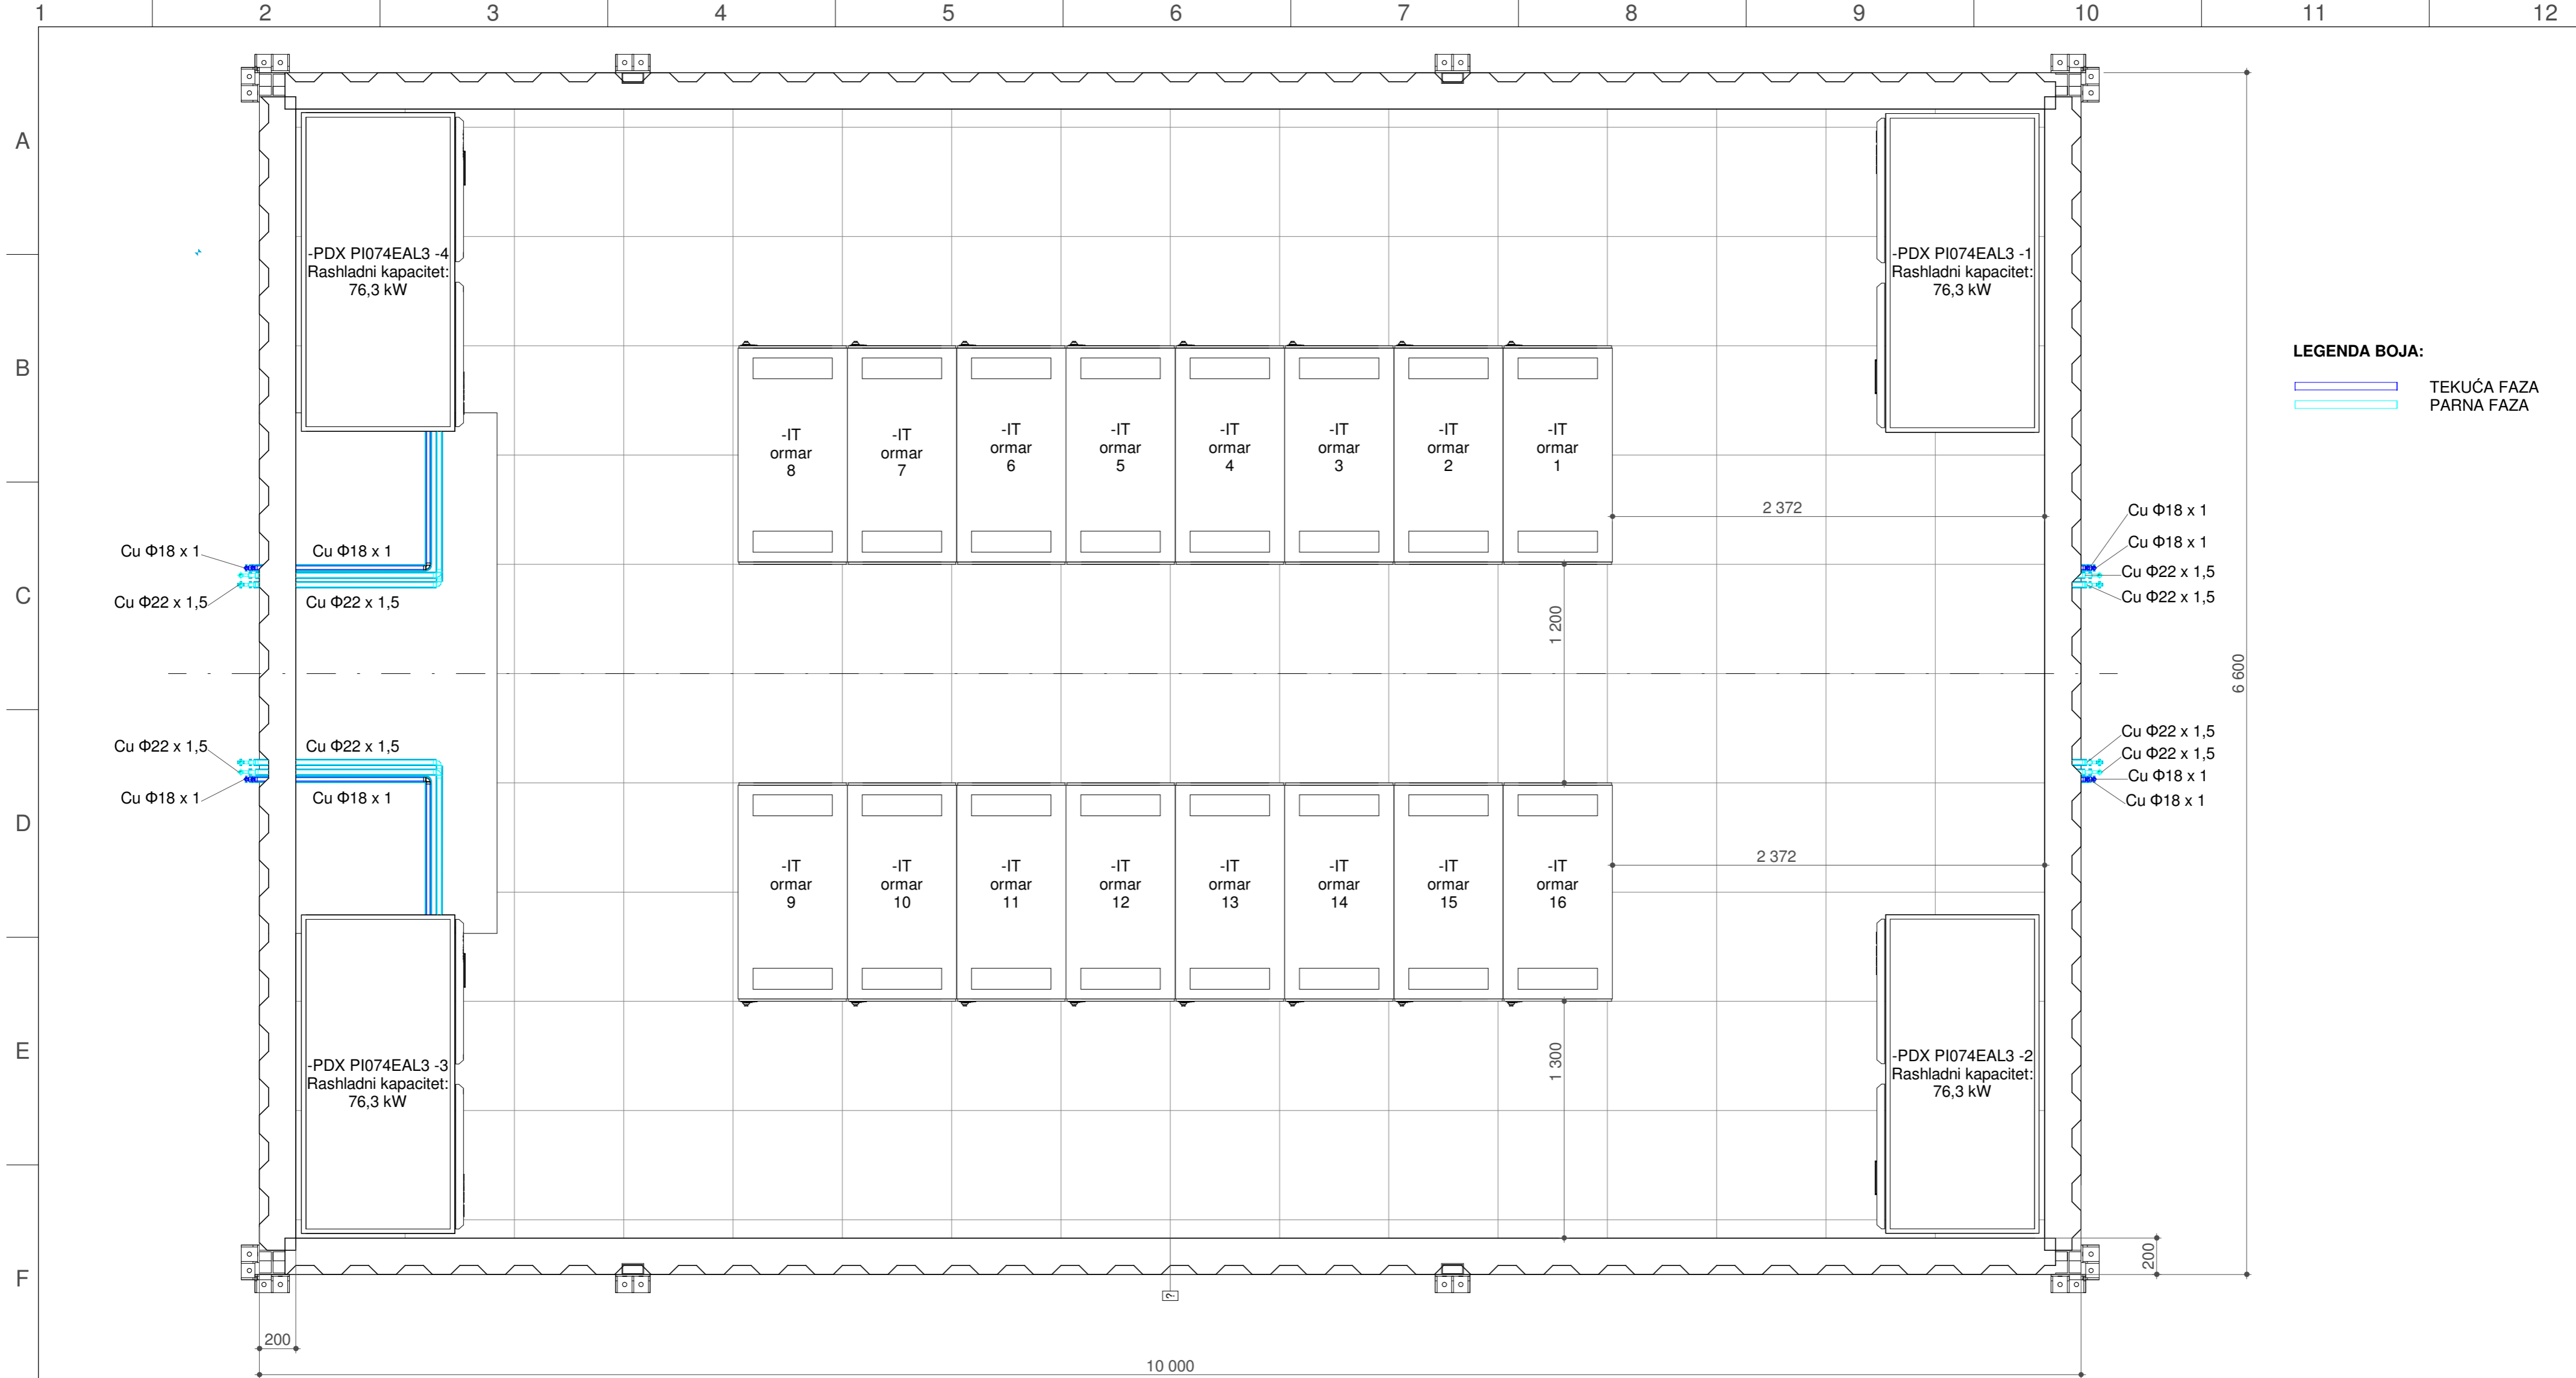 1 2 3 4 5 6 7 8 9 10 11 12
A
B
C
D
E
F
-PDX PI074EAL3 -4
Rashladni kapacitet:
76,3 kW
-PDX PI074EAL3 -1
Rashladni kapacitet:
76,3 kW
LEGENDA BOJA:
TEKUĆA FAZA
PARNA FAZA
-IT
ormar
8
-IT
ormar
7
-IT
ormar
6
-IT
ormar
5
-IT
ormar
4
-IT
ormar
3
-IT
ormar
2
-IT
ormar
1
2 372
Cu Φ18 x 1
Cu Φ18 x 1
Cu Φ22 x 1,5
Cu Φ22 x 1,5
Cu Φ18 x 1
Cu Φ18 x 1
Cu Φ22 x 1,5
Cu Φ22 x 1,5
1 200
6 600
Cu Φ22 x 1,5
Cu Φ22 x 1,5
Cu Φ18 x 1
Cu Φ18 x 1
Cu Φ22 x 1,5
Cu Φ22 x 1,5
Cu Φ18 x 1
Cu Φ18 x 1
-IT
ormar
9
-IT
ormar
10
-IT
ormar
11
-IT
ormar
12
-IT
ormar
13
-IT
ormar
14
-IT
ormar
15
-IT
ormar
16
2 372
-PDX PI074EAL3 -3
Rashladni kapacitet:
76,3 kW
1 300
-PDX PI074EAL3 -2
Rashladni kapacitet:
76,3 kW
200
?
200
10 000